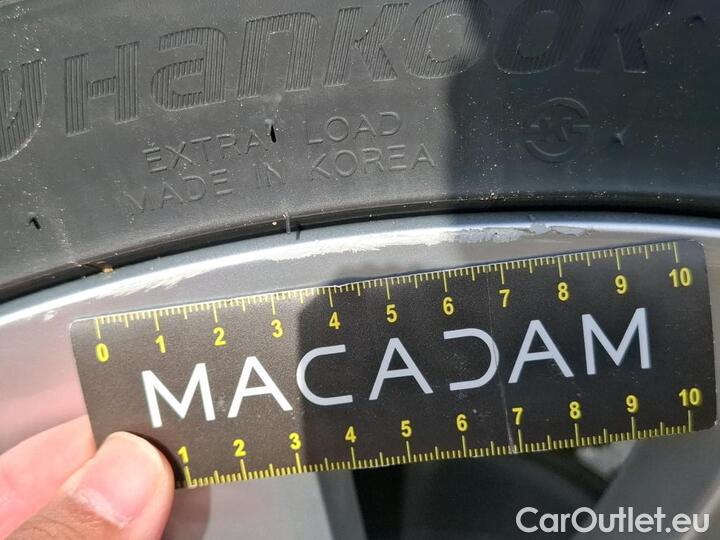 Hankook
EXTRA LOAD
MADE IN KOREA
K
0 1 2 3 4 5 6 7 8 9 10
MACADAM
1 2 3 4 5 6 7 8 9 10
CarOutlet.eu